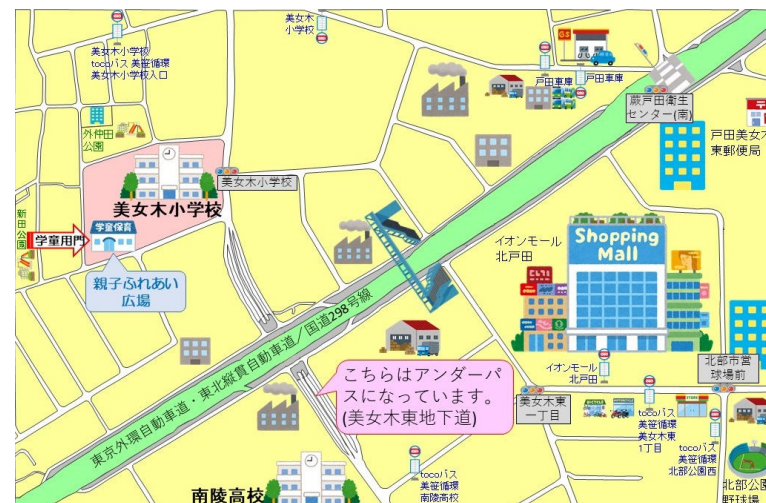 美女木小学校
tocoバス 美笹循環
美女木小学校入口
美女木
小学校
GS
戸田車庫
戸田車庫
蕨戸田衛生
センター(南)
戸田美女木
東郵便局
外仲田
公園
美女木小学校
美女木小学校
新田公園
学童用門
学童保育
親子ふれあい
広場
イオンモール
北戸田
Shopping
Mall
東京外環自動車道・東北縦貫自動車道/国道298号線
こちらはアンダーパ
スになっています。
(美女木東地下道)
イオンモール
北戸田
北部市営
球場前
美女木東
一丁目
tocoバス
美笹循環
美女木東
1丁目
tocoバス
美笹循環
北部公園西
tocoバス
美笹循環
南陵高校
南陵高校
北部公園
野球場